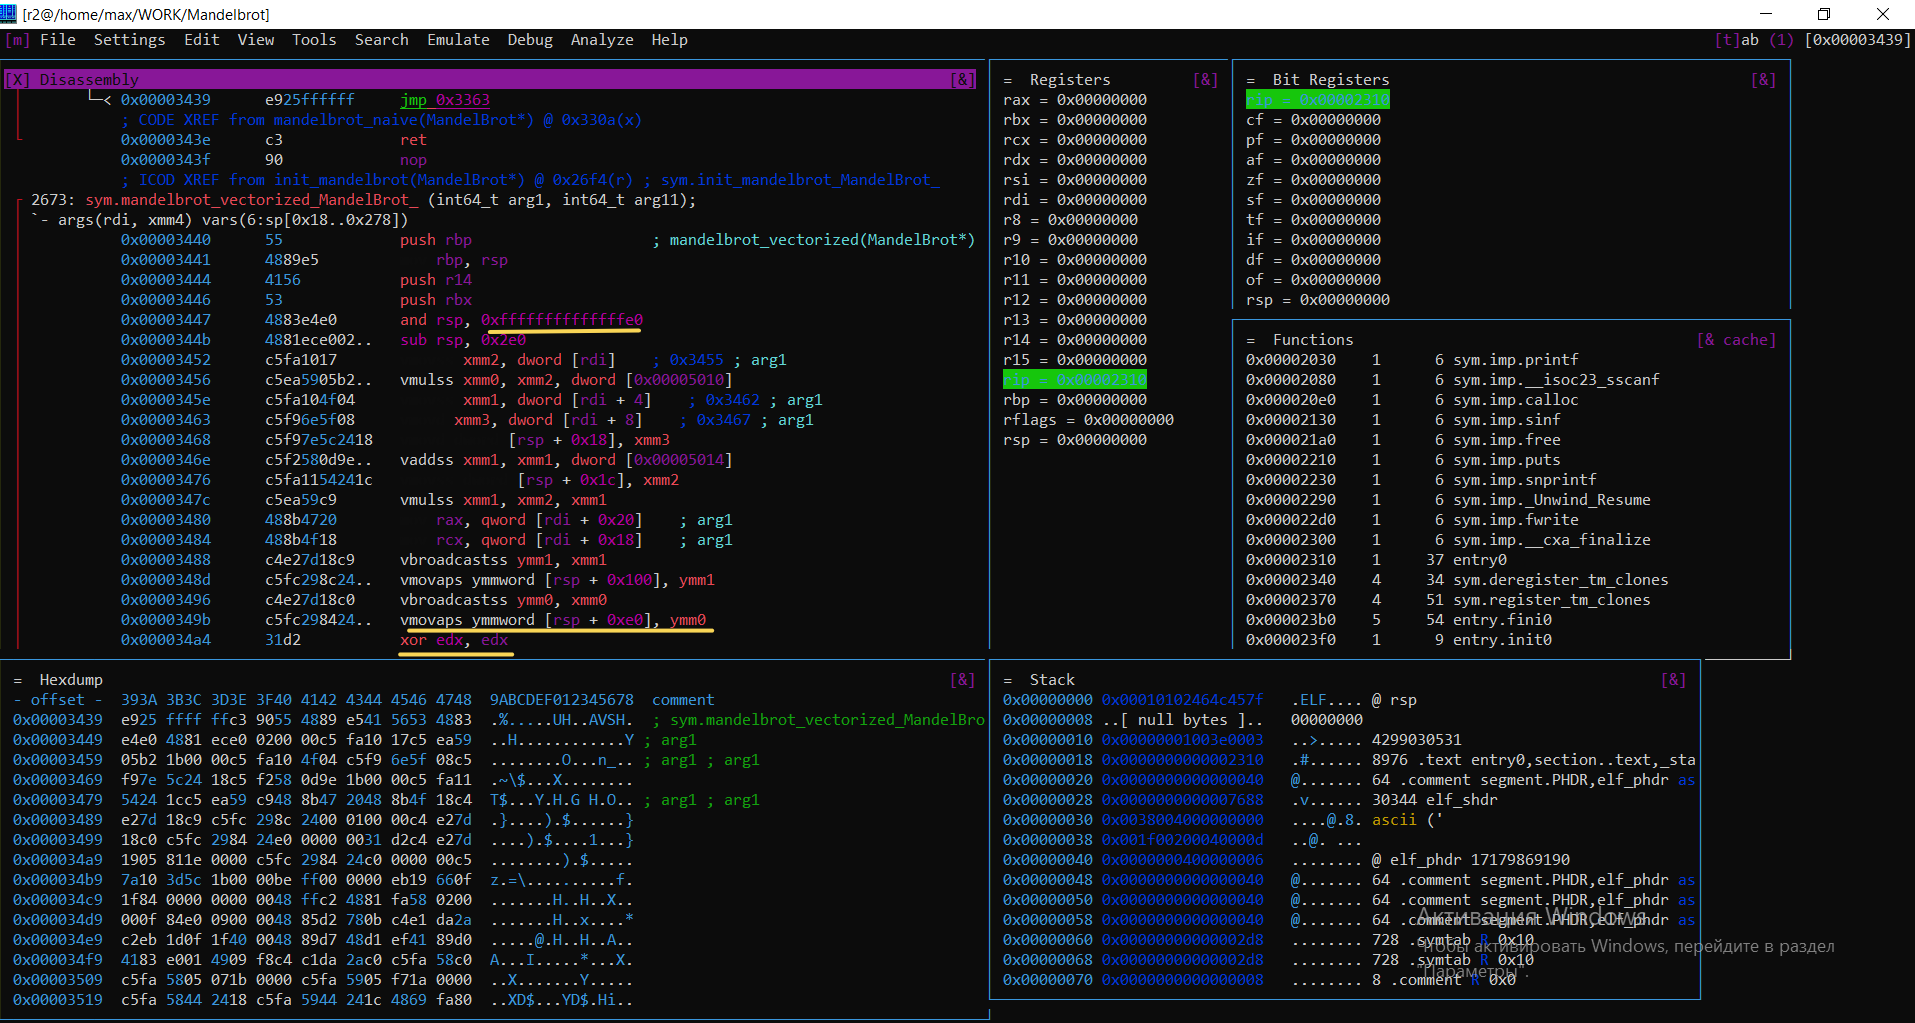 [r2@/home/max/WORK/Mandelbrot]
[m] File Settings Edit View Tools Search Emulate Debug Analyze Help [t]ab (1) [0x00003439]
[X] Disassembly [&]
0x00003439 e925ffffff jmp 0x3363
; CODE XREF from mandelbrot_naive(MandelBrot*) @ 0x330a(x)
0x0000343e c3 ret
0x0000343f 90 nop
; ICOD XREF from init_mandelbrot(MandelBrot*) @ 0x26f4(r) ; sym.init_mandelbrot_MandelBrot_
2673: sym.mandelbrot_vectorized_MandelBrot_ (int64_t arg1, int64_t arg11);
`- args(rdi, xmm4) vars(6:sp[0x18..0x278])
0x00003440 55 push rbp ; mandelbrot_vectorized(MandelBrot*)
0x00003441 4889e5 rbp, rsp
0x00003444 4156 push r14
0x00003446 53 push rbx
0x00003447 4883e4e0 and rsp, 0xffffffffffffffe0
0x0000344b 4881ece002.. sub rsp, 0x2e0
0x00003452 c5fa1017 xmm2, dword [rdi] ; 0x3455 ; arg1
0x00003456 c5ea5905b2.. vmulss xmm0, xmm2, dword [0x00005010]
0x0000345e c5fa104f04 xmm1, dword [rdi + 4] ; 0x3462 ; arg1
0x00003463 c5f96e5f08 xmm3, dword [rdi + 8] ; 0x3467 ; arg1
0x00003468 c5f97e5c2418 [rsp + 0x18], xmm3
0x0000346e c5f2580d9e.. vaddss xmm1, xmm1, dword [0x00005014]
0x00003476 c5fa1154241c [rsp + 0x1c], xmm2
0x0000347c c5ea59c9 vmulss xmm1, xmm2, xmm1
0x00003480 488b4720 rax, qword [rdi + 0x20] ; arg1
0x00003484 488b4f18 rcx, qword [rdi + 0x18] ; arg1
0x00003488 c4e27d18c9 vbroadcastss ymm1, xmm1
0x0000348d c5fc298c24.. vmovaps ymmword [rsp + 0x100], ymm1
0x00003496 c4e27d18c0 vbroadcastss ymm0, xmm0
0x0000349b c5fc298424.. vmovaps ymmword [rsp + 0xe0], ymm0
0x000034a4 31d2 xor edx, edx
= Registers [&]
rax = 0x00000000
rbx = 0x00000000
rcx = 0x00000000
rdx = 0x00000000
rsi = 0x00000000
rdi = 0x00000000
r8 = 0x00000000
r9 = 0x00000000
r10 = 0x00000000
r11 = 0x00000000
r12 = 0x00000000
r13 = 0x00000000
r14 = 0x00000000
r15 = 0x00000000
rip = 0x00002310
rbp = 0x00000000
rflags = 0x00000000
rsp = 0x00000000
= Bit Registers [&]
rip = 0x00002310
cf = 0x00000000
pf = 0x00000000
af = 0x00000000
zf = 0x00000000
sf = 0x00000000
tf = 0x00000000
if = 0x00000000
df = 0x00000000
of = 0x00000000
rsp = 0x00000000
= Functions [& cache]
0x00002030 1 6 sym.imp.printf
0x00002080 1 6 sym.imp.__isoc23_sscanf
0x000020e0 1 6 sym.imp.calloc
0x00002130 1 6 sym.imp.sinf
0x000021a0 1 6 sym.imp.free
0x00002210 1 6 sym.imp.puts
0x00002230 1 6 sym.imp.snprintf
0x00002290 1 6 sym.imp._Unwind_Resume
0x000022d0 1 6 sym.imp.fwrite
0x00002300 1 6 sym.imp.__cxa_finalize
0x00002310 1 37 entry0
0x00002340 4 34 sym.deregister_tm_clones
0x00002370 4 51 sym.register_tm_clones
0x000023b0 5 54 entry.fini0
0x000023f0 1 9 entry.init0
= Hexdump [&]
- offset - 393A 3B3C 3D3E 3F40 4142 4344 4546 4748 9ABCDEF012345678 comment
0x00003439 e925 ffff ffc3 9055 4889 e541 5653 4883 .%.....UH..AVSH. ; sym.mandelbrot_vectorized_MandelBro
0x00003449 e4e0 4881 ece0 0200 00c5 fa10 17c5 ea59 ..H............Y ; arg1
0x00003459 05b2 1b00 00c5 fa10 4f04 c5f9 6e5f 08c5 ........O...n_.. ; arg1 ; arg1
0x00003469 f97e 5c24 18c5 f258 0d9e 1b00 00c5 fa11 .~\$...X........
0x00003479 5424 1cc5 ea59 c948 8b47 2048 8b4f 18c4 T$...Y.H.G H.O.. ; arg1 ; arg1
0x00003489 e27d 18c9 c5fc 298c 2400 0100 00c4 e27d .}....).$......}
0x00003499 18c0 c5fc 2984 24e0 0000 0031 d2c4 e27d ....).$....1...}
0x000034a9 1905 811e 0000 c5fc 2984 24c0 0000 00c5 ........).$.....
0x000034b9 7a10 3d5c 1b00 00be ff00 0000 eb19 660f z.=\..........f.
0x000034c9 1f84 0000 0000 0048 ffc2 4881 fa58 0200 .......H..H..X..
0x000034d9 000f 84e0 0900 0048 85d2 780b c4e1 da2a .......H..x....*
0x000034e9 c2eb 1d0f 1f40 0048 89d7 48d1 ef41 89d0 .....@.H..H..A..
0x000034f9 4183 e001 4909 f8c4 c1da 2ac0 c5fa 58c0 A...I.....*...X.
0x00003509 c5fa 5805 071b 0000 c5fa 5905 f71a 0000 ..X.......Y.....
0x00003519 c5fa 5844 2418 c5fa 5944 241c 4869 fa80 ..XD$...YD$.Hi..
= Stack [&]
0x00000000 0x00010102464c457f .ELF.... @ rsp
0x00000008 ..[ null bytes ].. 00000000
0x00000010 0x00000001003e0003 ..>..... 4299030531
0x00000018 0x0000000000002310 .#...... 8976 .text entry0,section..text,_sta
0x00000020 0x0000000000000040 @....... 64 .comment segment.PHDR,elf_phdr as
0x00000028 0x0000000000007688 .v...... 30344 elf_shdr
0x00000030 0x0038004000000000 ....@.8. ascii ('
0x00000038 0x001f00200040000d ..@. ...
0x00000040 0x0000000400000006 ........ @ elf_phdr 17179869190
0x00000048 0x0000000000000040 @....... 64 .comment segment.PHDR,elf_phdr as
0x00000050 0x0000000000000040 @....... 64 .comment segment.PHDR,elf_phdr as
0x00000058 0x0000000000000040 @....... 64 .comment segment.PHDR,elf_phdr as
0x00000060 0x00000000000002d8 ........ 728 .symtab R 0x10
0x00000068 0x00000000000002d8 ........ 728 .symtab R 0x10
0x00000070 0x0000000000000008 ........ 8 .comment R 0x0
Активация Windows
Чтобы активировать Windows, перейдите в раздел
"Параметры".